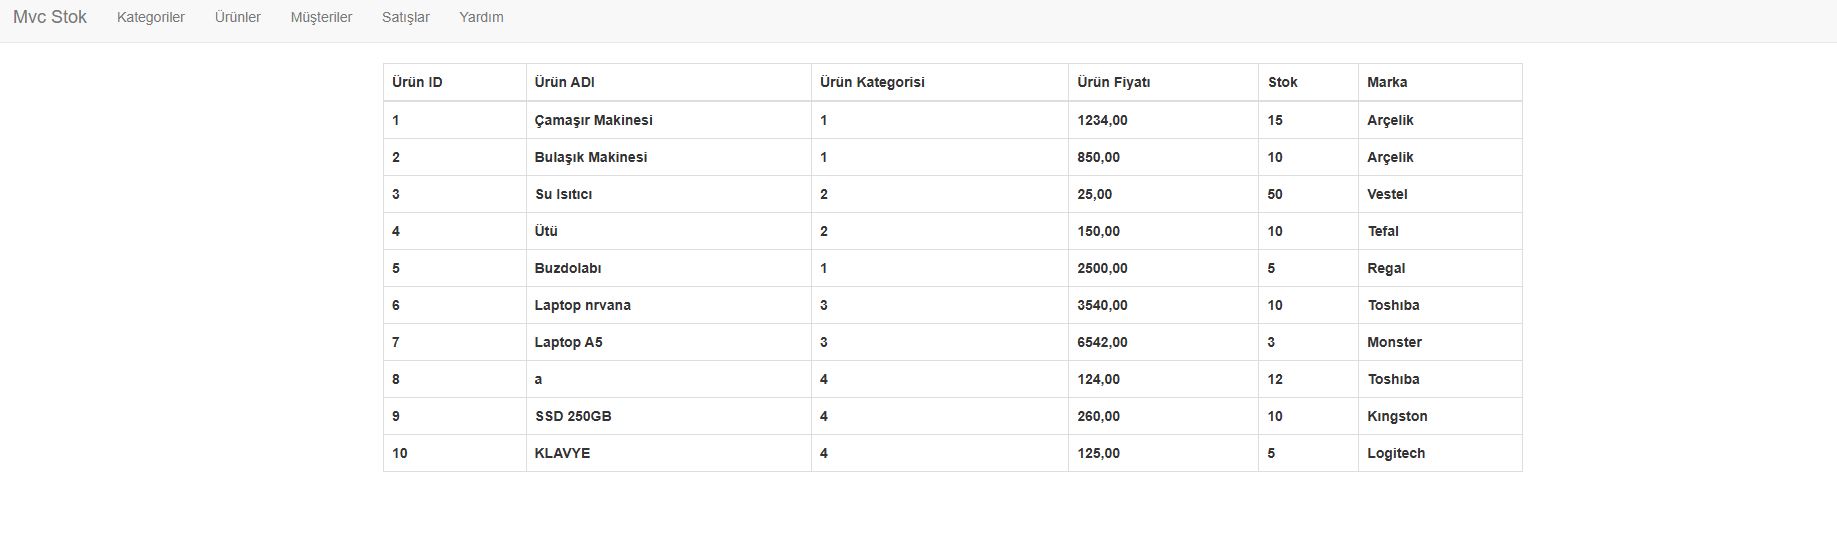 Mvc Stok Kategoriler Ürünler Müşteriler Satışlar Yardım
Ürün ID Ürün ADI Ürün Kategorisi Ürün Fiyatı Stok Marka
1 Çamaşır Makinesi 1 1234,00 15 Arçelik
2 Bulaşık Makinesi 1 850,00 10 Arçelik
3 Su Isıtıcı 2 25,00 50 Vestel
4 Ütü 2 150,00 10 Tefal
5 Buzdolabı 1 2500,00 5 Regal
6 Laptop nrvana 3 3540,00 10 Toshıba
7 Laptop A5 3 6542,00 3 Monster
8 a 4 124,00 12 Toshıba
9 SSD 250GB 4 260,00 10 Kıngston
10 KLAVYE 4 125,00 5 Logitech